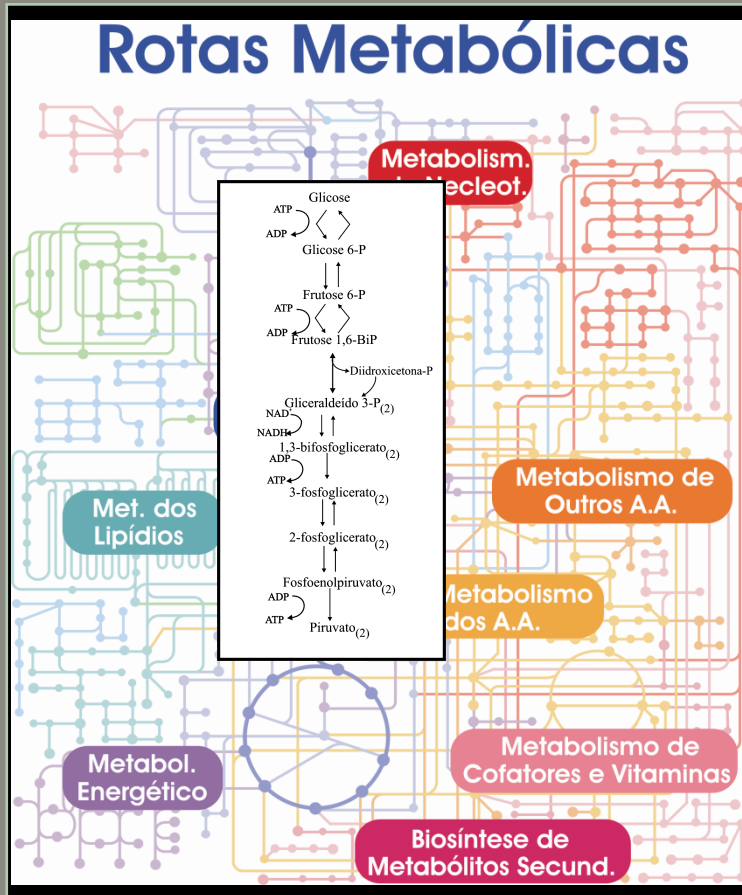 Rotas Metabólicas
Metabolism.
Necleot.
Glicose
ATP
ADP
Glicose 6-P
Frutose 6-P
ATP
ADP
Frutose 1,6-BiP
Diidroxicetona-P
Gliceraldeído 3-P(2)
NAD+
NADH
1,3-bifosfoglicerato(2)
ADP
ATP
3-fosfoglicerato(2)
2-fosfoglicerato(2)
Fosfoenolpiruvato(2)
ADP
ATP
Piruvato(2)
Met. dos
Lipídios
Metabolismo de
Outros A.A.
Metabolismo
dos A.A.
Metabol.
Energético
Metabolismo de
Cofatores e Vitaminas
Biosíntese de
Metabólitos Secund.